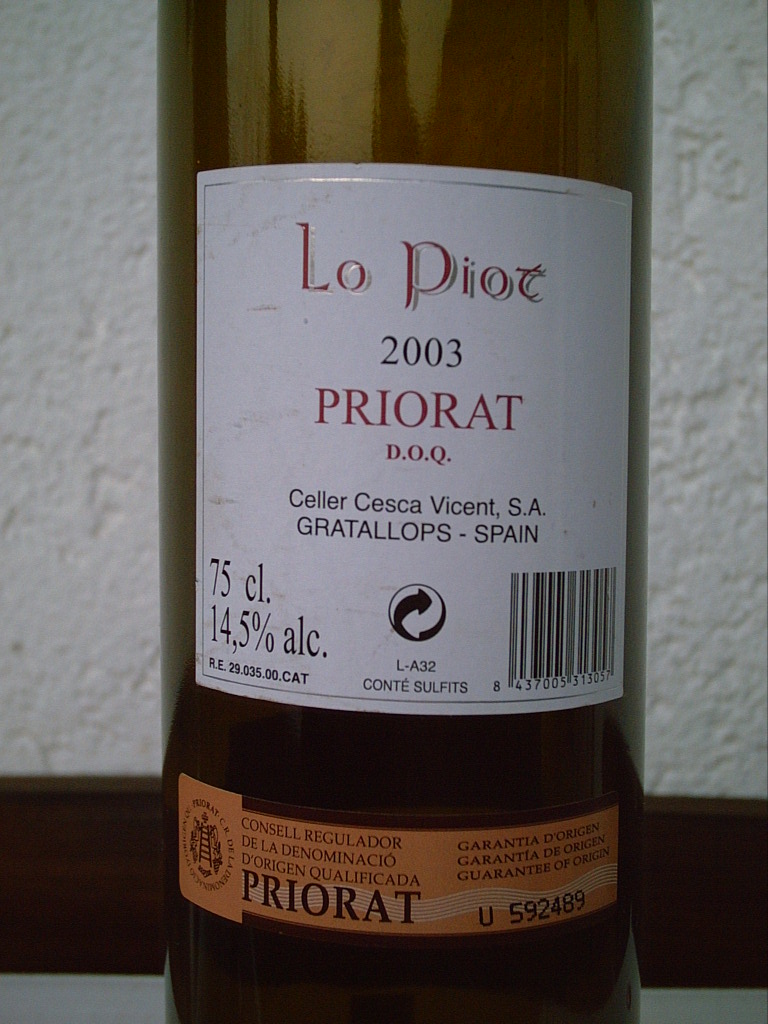 Lo Piot
2003
PRIORAT
D.O.Q.
Celler Cesca Vicent, S.A.
GRATALLOPS - SPAIN
75 cl.
14,5% alc.
R.E. 29.035.00.CAT
L-A32
CONTÉ SULFITS
8 437005 313057
CONSELL REGULADOR
DE LA DENOMINACIÓ
D'ORIGEN QUALIFICADA
PRIORAT
GARANTIA D'ORIGEN
GARANTÍA DE ORIGEN
GUARANTEE OF ORIGIN
U 592489